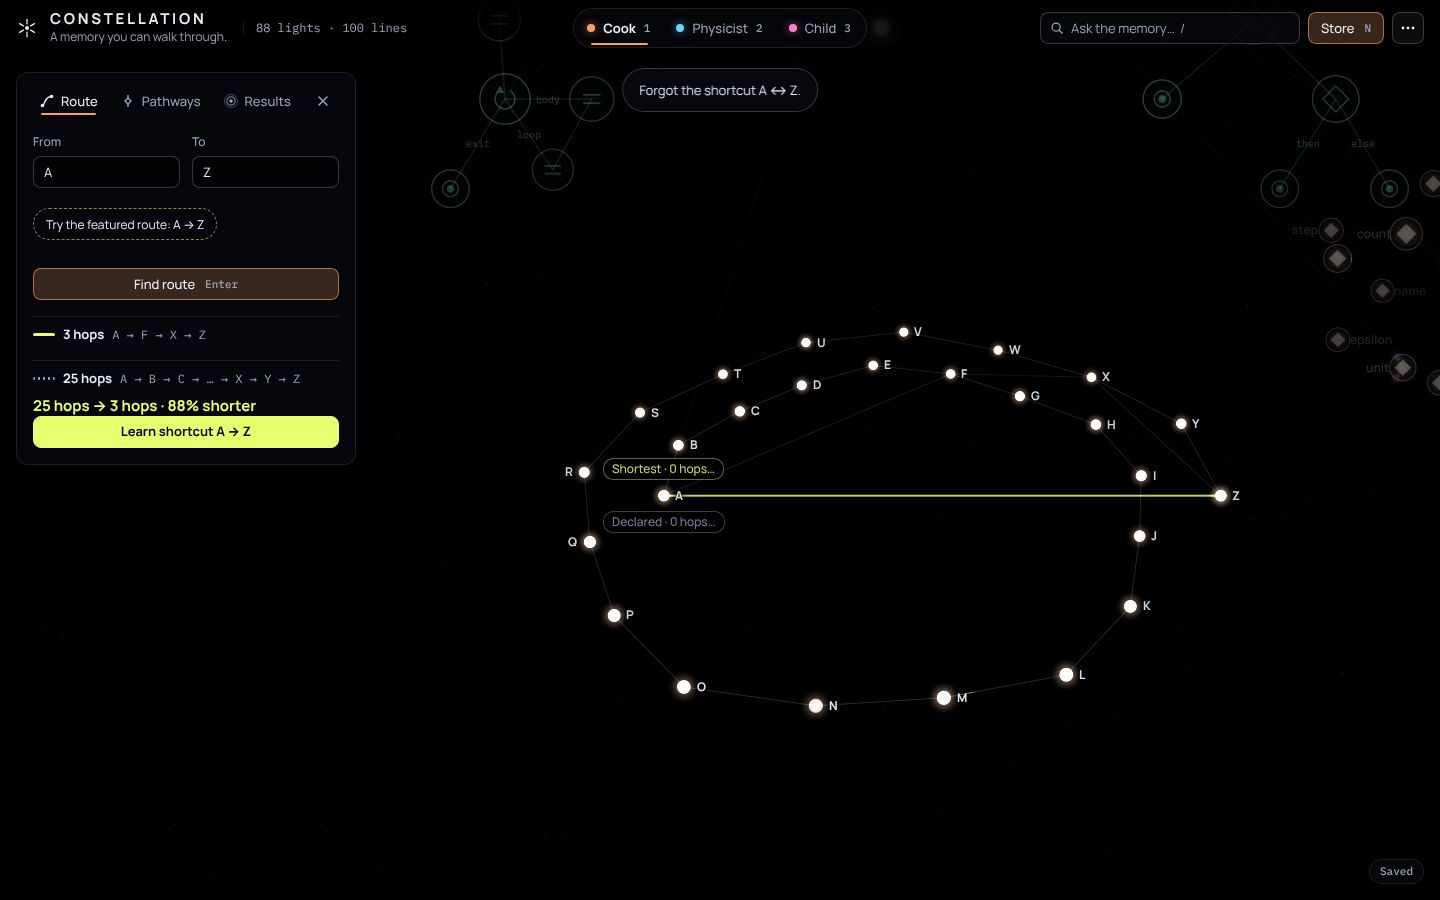 CONSTELLATION
A memory you can walk through.
88 lights · 100 lines
Cook 1
Physicist 2
Child 3
Ask the memory… /
Store N
Route
Pathways
Results
From
To
A
Z
Try the featured route: A → Z
Find route Enter
3 hops A → F → X → Z
25 hops A → B → C → … → X → Y → Z
25 hops → 3 hops · 88% shorter
Learn shortcut A → Z
Forgot the shortcut A ↔ Z.
body
loop
exit
then
else
step
count
name
epsilon
unit
V
U
W
E
T
F
X
D
G
S
C
Y
H
B
R
Shortest · 0 hops…
I
A
Z
Declared · 0 hops…
Q
J
K
P
L
O
M
N
Saved